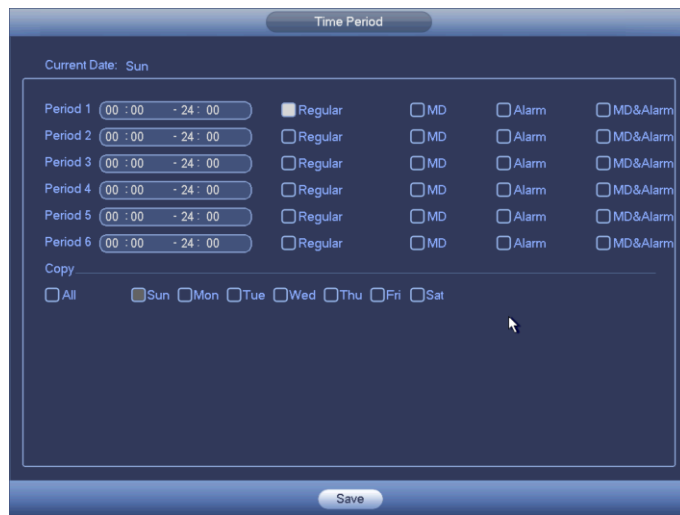 Time Period
Current Date: Sun
Period 1 00 : 00 - 24 : 00 Regular MD Alarm MD&Alarm
Period 2 00 : 00 - 24 : 00 Regular MD Alarm MD&Alarm
Period 3 00 : 00 - 24 : 00 Regular MD Alarm MD&Alarm
Period 4 00 : 00 - 24 : 00 Regular MD Alarm MD&Alarm
Period 5 00 : 00 - 24 : 00 Regular MD Alarm MD&Alarm
Period 6 00 : 00 - 24 : 00 Regular MD Alarm MD&Alarm
Copy
All Sun Mon Tue Wed Thu Fri Sat
Save